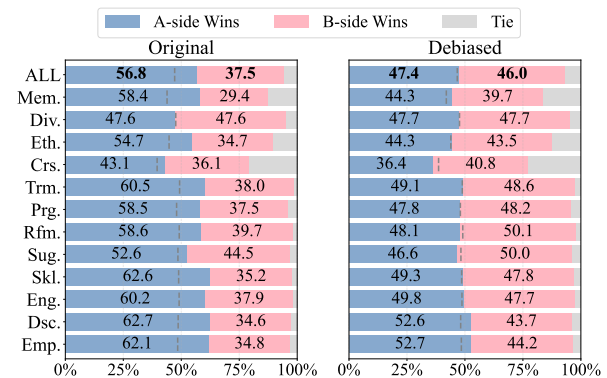 A-side Wins B-side Wins Tie
Original Debiased
ALL 56.8 37.5 47.4 46.0
Mem. 58.4 29.4 44.3 39.7
Div. 47.6 47.6 47.7 47.7
Eth. 54.7 34.7 44.3 43.5
Crs. 43.1 36.1 36.4 40.8
Trm. 60.5 38.0 49.1 48.6
Prg. 58.5 37.5 47.8 48.2
Rfm. 58.6 39.7 48.1 50.1
Sug. 52.6 44.5 46.6 50.0
Skl. 62.6 35.2 49.3 47.8
Eng. 60.2 37.9 49.8 47.7
Dsc. 62.7 34.6 52.6 43.7
Emp. 62.1 34.8 52.7 44.2
0% 25% 50% 75% 100% 0% 25% 50% 75% 100%